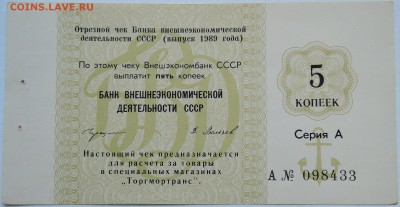 COINS.LAVE.RU
Отрезной чек Банка внешнеэкономической
деятельности СССР (выпуск 1989 года)
По этому чеку Внешэкономбанк СССР
выплатит пять копеек
БАНК ВНЕШНЕЭКОНОМИЧЕСКОЙ
ДЕЯТЕЛЬНОСТИ СССР
Настоящий чек предназначается
для расчета за товары
в специальных магазинах
"Торгмортранс".
5
КОПЕЕК
Серия А
А № 098433